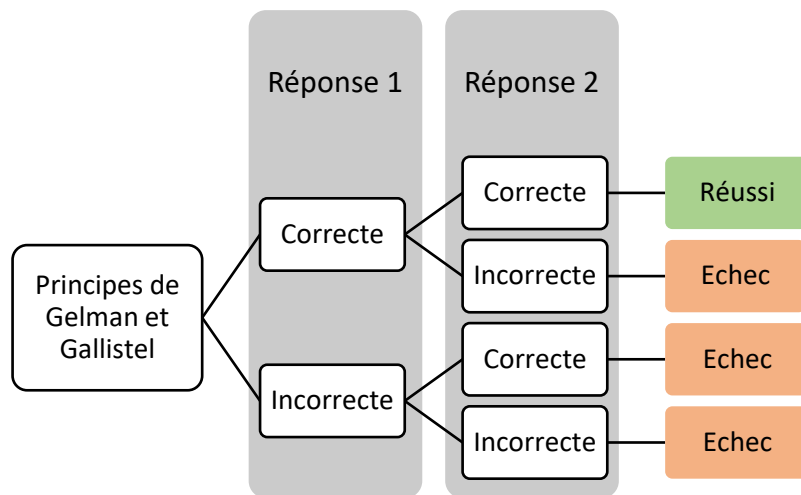 Réponse 1
Réponse 2
Principes de
Gelman et
Gallistel
Correcte
Correcte
Réussi
Incorrecte
Echec
Incorrecte
Correcte
Echec
Incorrecte
Echec